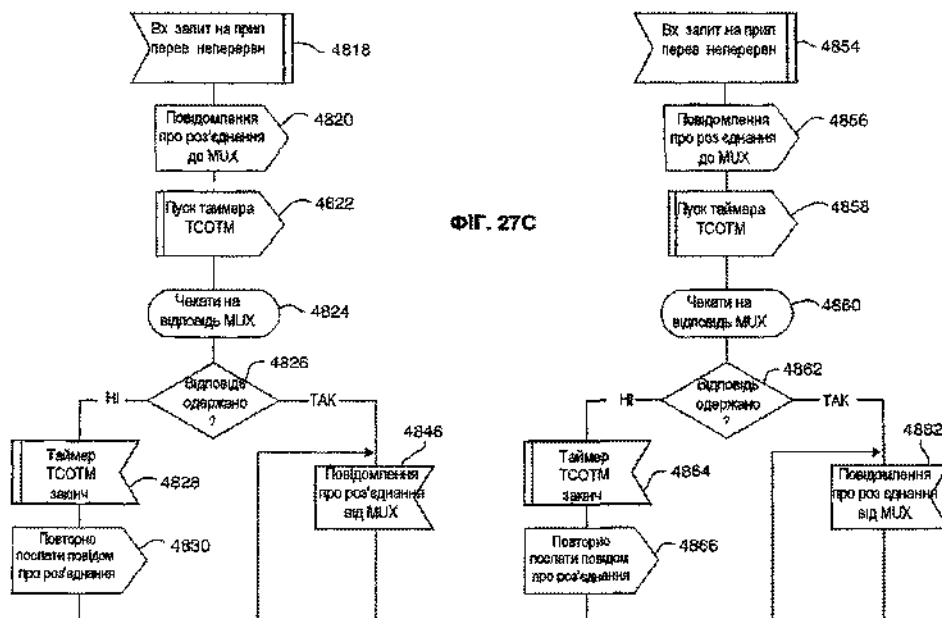 Вх запит на прип
перев неперервн
4818
Повідомлення
про роз'єднання
до MUX
4820
Пуск таимера
TCOTM
4822
Чекати на
відповідь MUX
4824
Відповідь
одержано
?
4826
НІ
ТАК
Таймер
TCOTM
закінч
4828
Повідомлення
про роз'єднання
від MUX
4846
Повторно
послати повідом
про роз'єднання
4830
ФІГ. 27C
Вх запит на прип
перев неперервн
4854
Повідомлення
про роз єднання
до MUX
4856
Пуск таймера
TCOTM
4858
Чекати на
відповідь MUX
4860
Відповідь
одержано
?
4862
НІ
ТАК
Таймер
TCOTM
закінч
4864
Повідомлення
про роз єднання
від MUX
4882
Повторно
послати повідом
про роз'єднання
4866